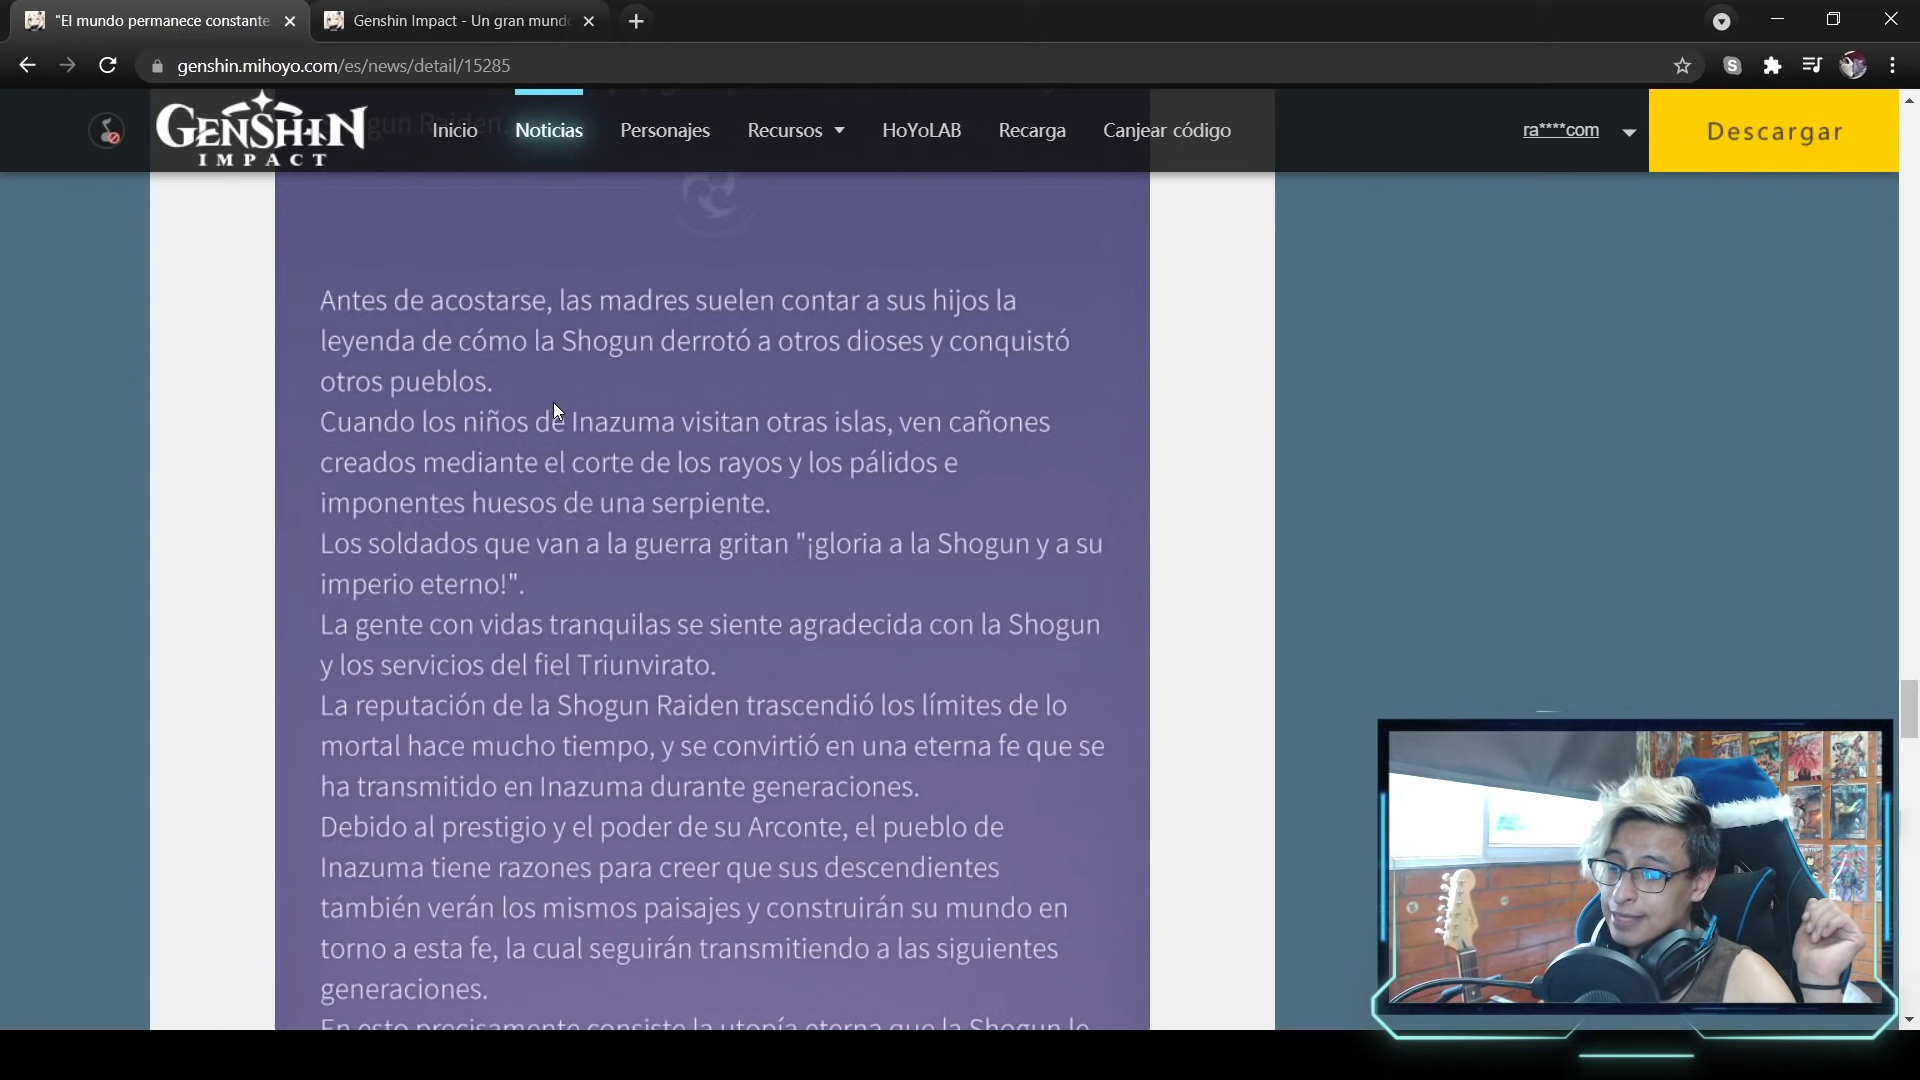 "El mundo permanece constante
Genshin Impact - Un gran mund
genshin.mihoyo.com/es/news/detail/15285
GENSHIN
IMPACT
Inicio
Noticias
Personajes
Recursos
HoYoLAB
Recarga
Canjear código
ra****com
Descargar
Antes de acostarse, las madres suelen contar a sus hijos la
leyenda de cómo la Shogun derrotó a otros dioses y conquistó
otros pueblos.
Cuando los niños de Inazuma visitan otras islas, ven cañones
creados mediante el corte de los rayos y los pálidos e
imponentes huesos de una serpiente.
Los soldados que van a la guerra gritan "¡gloria a la Shogun y a su
imperio eterno!".
La gente con vidas tranquilas se siente agradecida con la Shogun
y los servicios del fiel Triunvirato.
La reputación de la Shogun Raiden trascendió los límites de lo
mortal hace mucho tiempo, y se convirtió en una eterna fe que se
ha transmitido en Inazuma durante generaciones.
Debido al prestigio y el poder de su Arconte, el pueblo de
Inazuma tiene razones para creer que sus descendientes
también verán los mismos paisajes y construirán su mundo en
torno a esta fe, la cual seguirán transmitiendo a las siguientes
generaciones.
En esto precisamente consiste la utopía eterna que la Shogun le